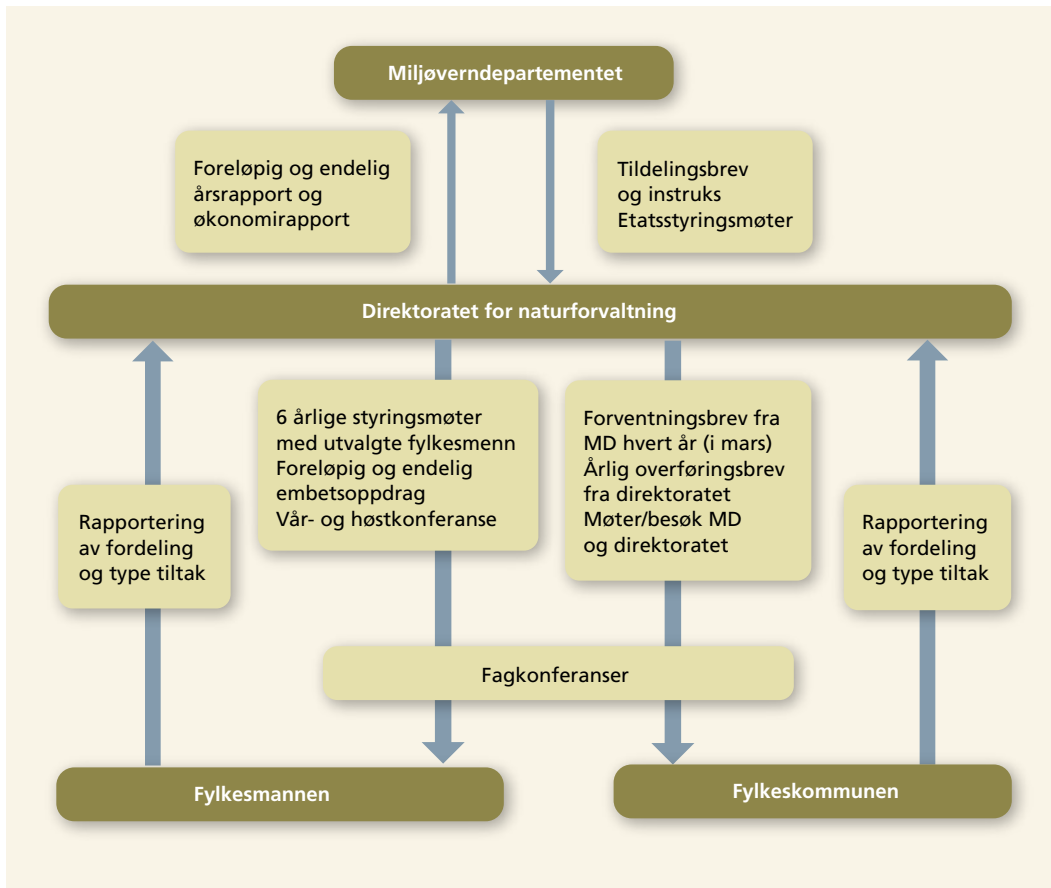 Miljøverndepartementet
Foreløpig og endelig
årsrapport og
økonomirapport
Tildelingsbrev
og instruks
Etatsstyringsmøter
Direktoratet for naturforvaltning
6 årlige styringsmøter
med utvalgte fylkesmenn
Foreløpig og endelig
embetsoppdrag
Vår- og høstkonferanse
Forventningsbrev fra
MD hvert år (i mars)
Årlig overføringsbrev
fra direktoratet
Møter/besøk MD
og direktoratet
Rapportering
av fordeling
og type tiltak
Rapportering
av fordeling
og type tiltak
Fagkonferanser
Fylkesmannen
Fylkeskommunen